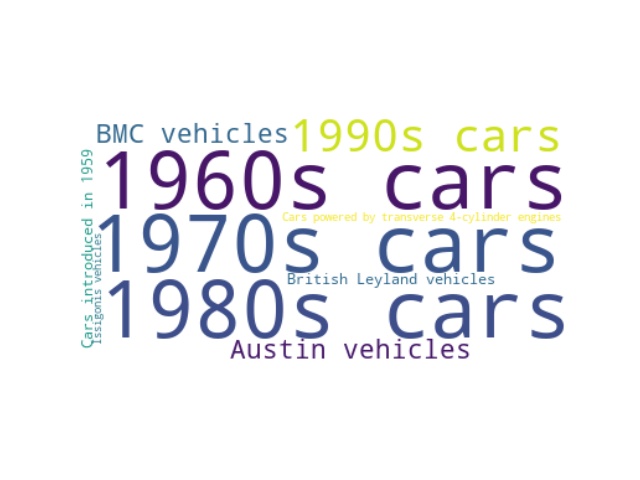 BMC vehicles
1990s cars
1960s cars
Cars introduced in 1959
Issigonis vehicles
Cars powered by transverse 4-cylinder engines
1970s cars
British Leyland vehicles
1980s cars
Austin vehicles